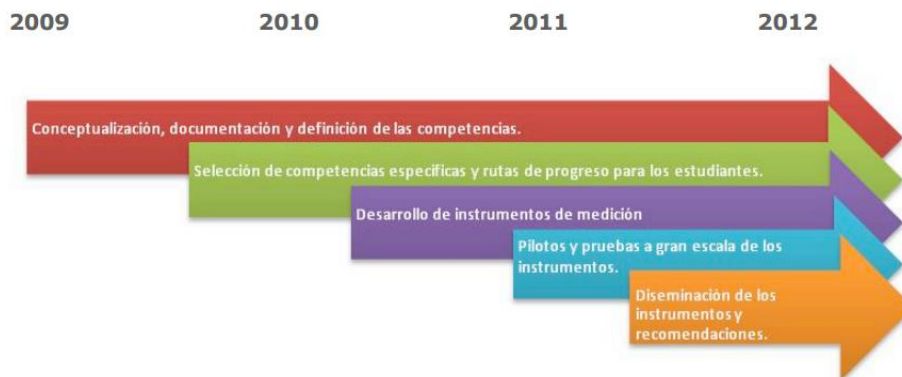 2009 2010 2011 2012
Conceptualización, documentación y definición de las competencias.
Selección de competencias específicas y rutas de progreso para los estudiantes.
Desarrollo de instrumentos de medición
Pilotos y pruebas a gran escala de los
instrumentos.
Diseminación de los
instrumentos y
recomendaciones.